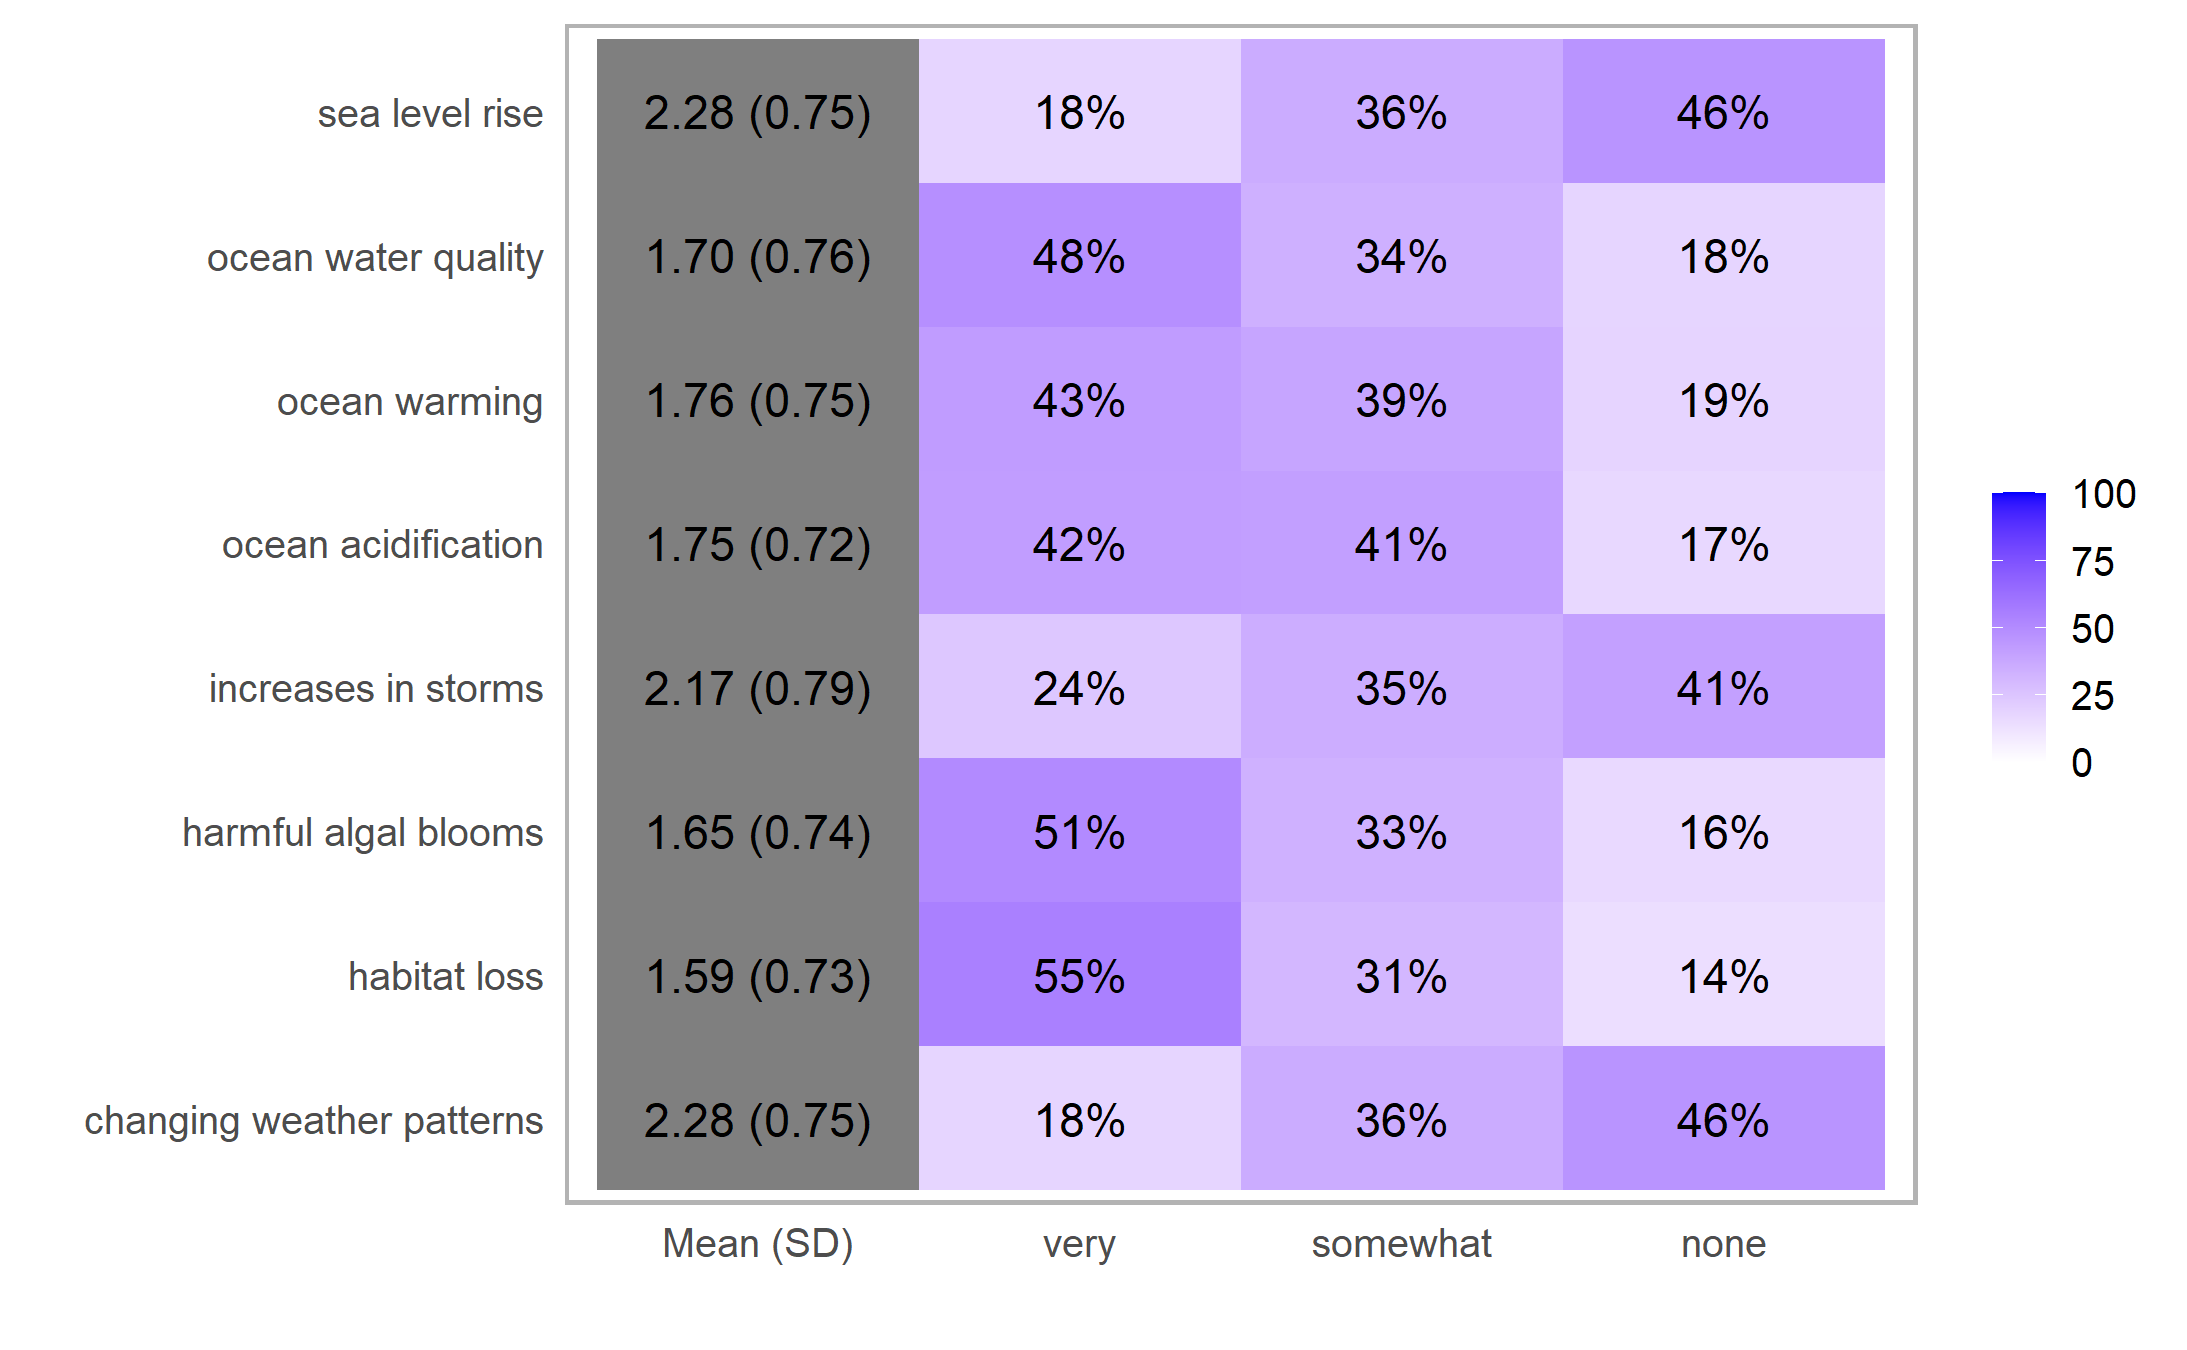 sea level rise 2.28 (0.75) 18% 36% 46%
ocean water quality 1.70 (0.76) 48% 34% 18%
ocean warming 1.76 (0.75) 43% 39% 19%
ocean acidification 1.75 (0.72) 42% 41% 17%
increases in storms 2.17 (0.79) 24% 35% 41%
harmful algal blooms 1.65 (0.74) 51% 33% 16%
habitat loss 1.59 (0.73) 55% 31% 14%
changing weather patterns 2.28 (0.75) 18% 36% 46%
Mean (SD) very somewhat none
100
75
50
25
0